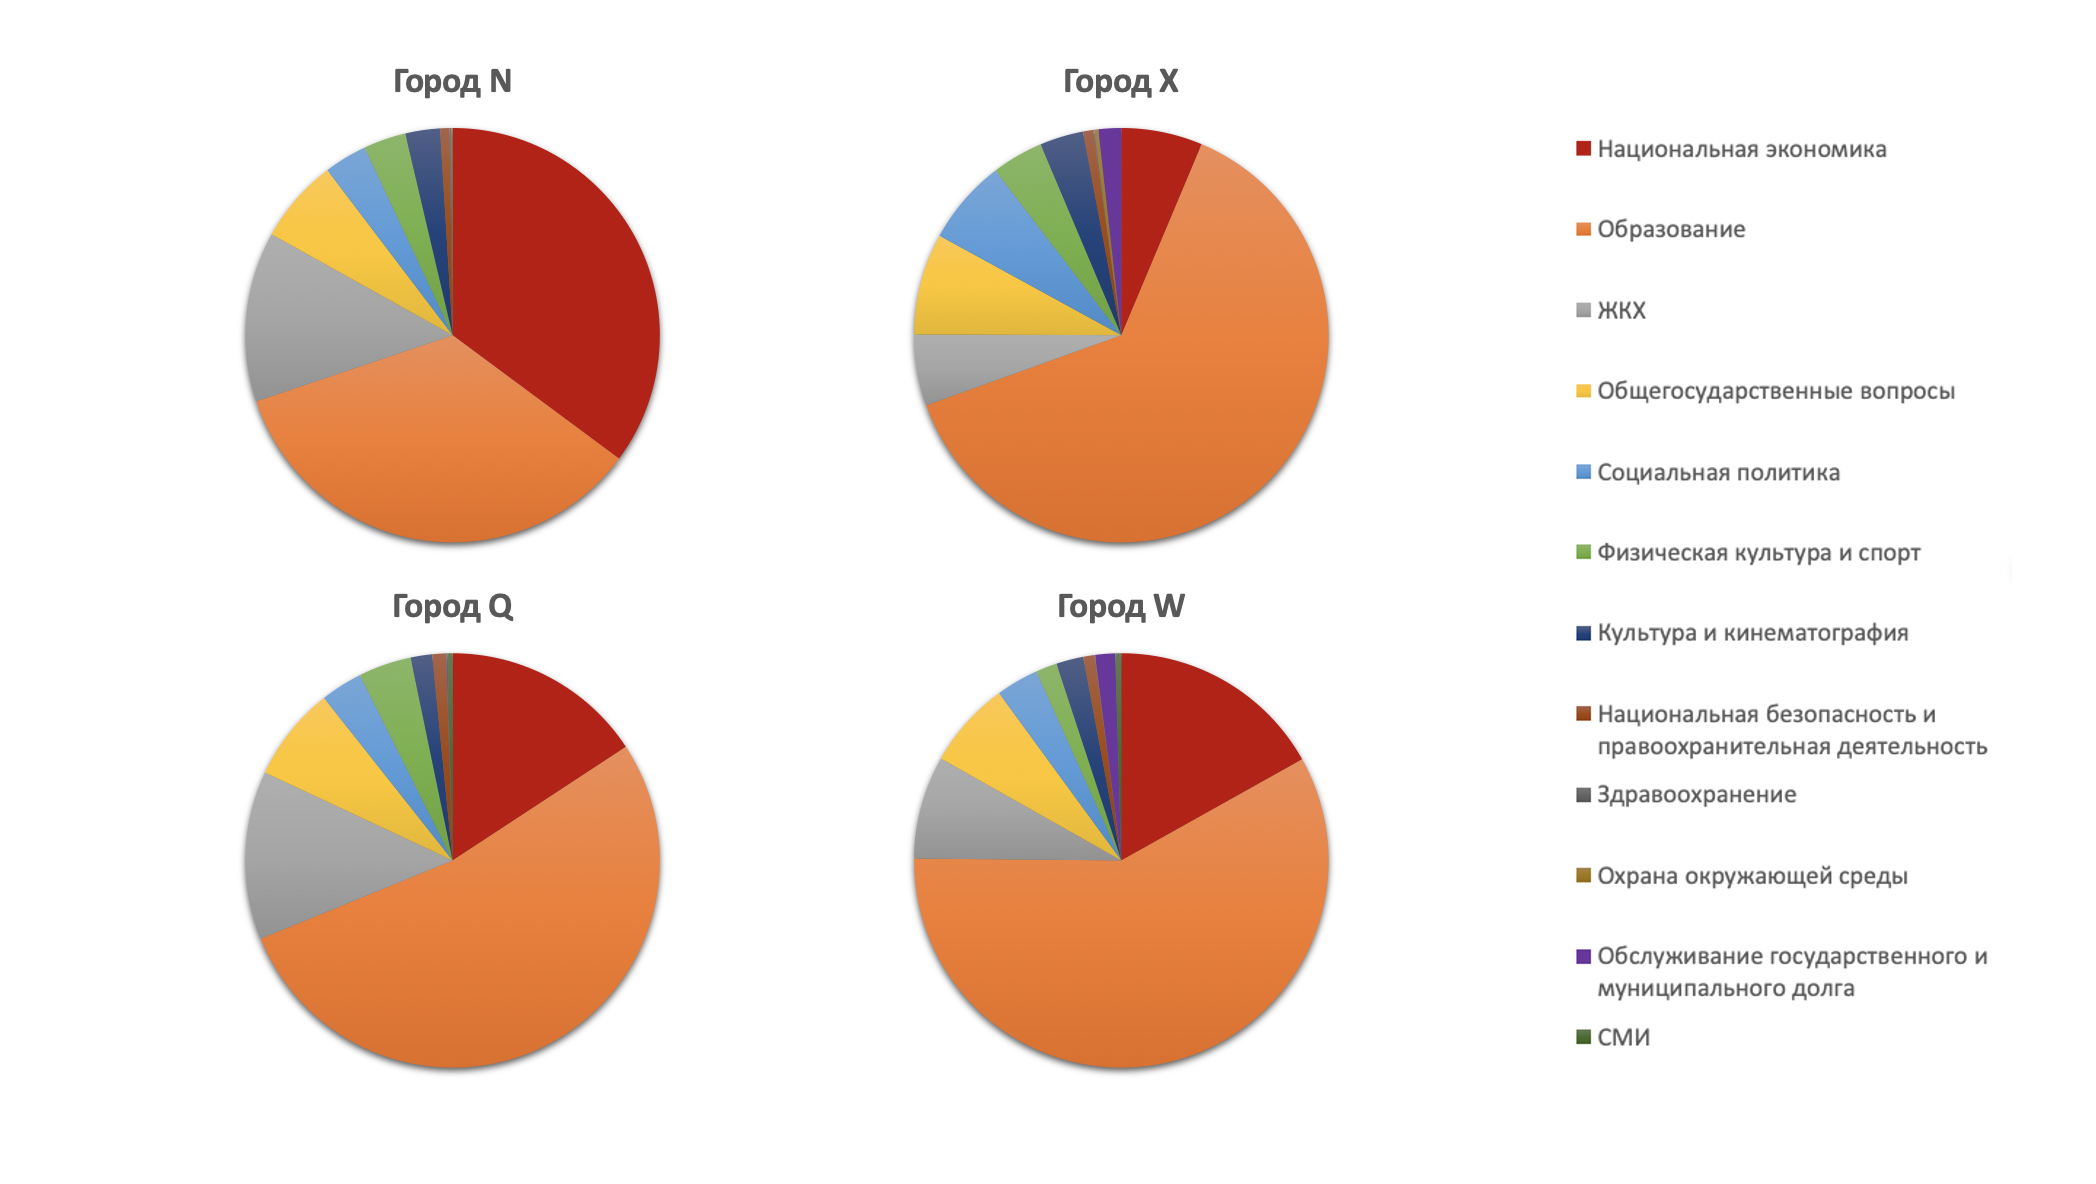 Город N
Город X
Город Q
Город W
Национальная экономика
Образование
ЖКХ
Общегосударственные вопросы
Социальная политика
Физическая культура и спорт
Культура и кинематография
Национальная безопасность и
правоохранительная деятельность
Здравоохранение
Охрана окружающей среды
Обслуживание государственного и
муниципального долга
СМИ